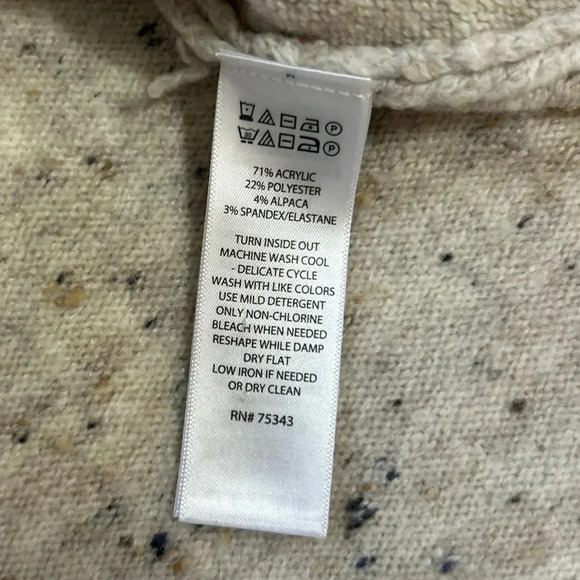 P
30 P
71% ACRYLIC
22% POLYESTER
4% ALPACA
3% SPANDEX/ELASTANE
TURN INSIDE OUT
MACHINE WASH COOL
- DELICATE CYCLE
WASH WITH LIKE COLORS
USE MILD DETERGENT
ONLY NON-CHLORINE
BLEACH WHEN NEEDED
RESHAPE WHILE DAMP
DRY FLAT
LOW IRON IF NEEDED
OR DRY CLEAN
RN# 75343